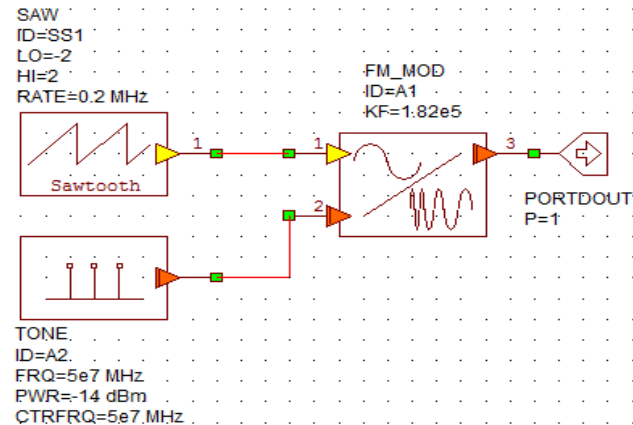 SAW
ID=SS1
LO=-2
HI=2
RATE=0.2 MHz
Sawtooth
1
FM_MOD
ID=A1
KF=1.82e5
1
2
3
PORTDOUT
P=1
TONE
ID=A2
FRQ=5e7 MHz
PWR=-14 dBm
CTRFRQ=5e7 MHz